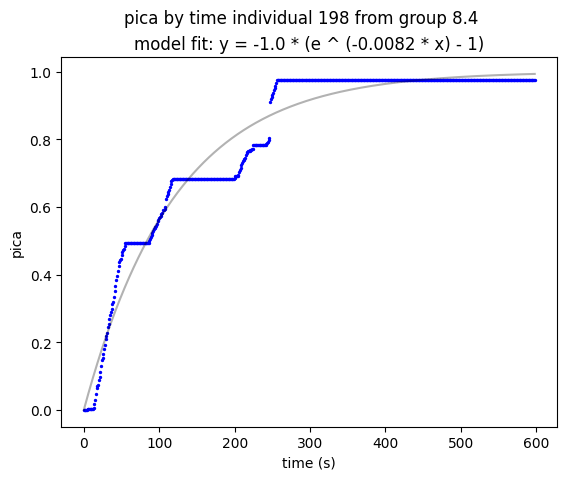 pica by time individual 198 from group 8.4
model fit: y = -1.0 * (e ^ (-0.0082 * x) - 1)
1.0
0.8
0.6
0.4
0.2
0.0
pica
0 100 200 300 400 500 600
time (s)